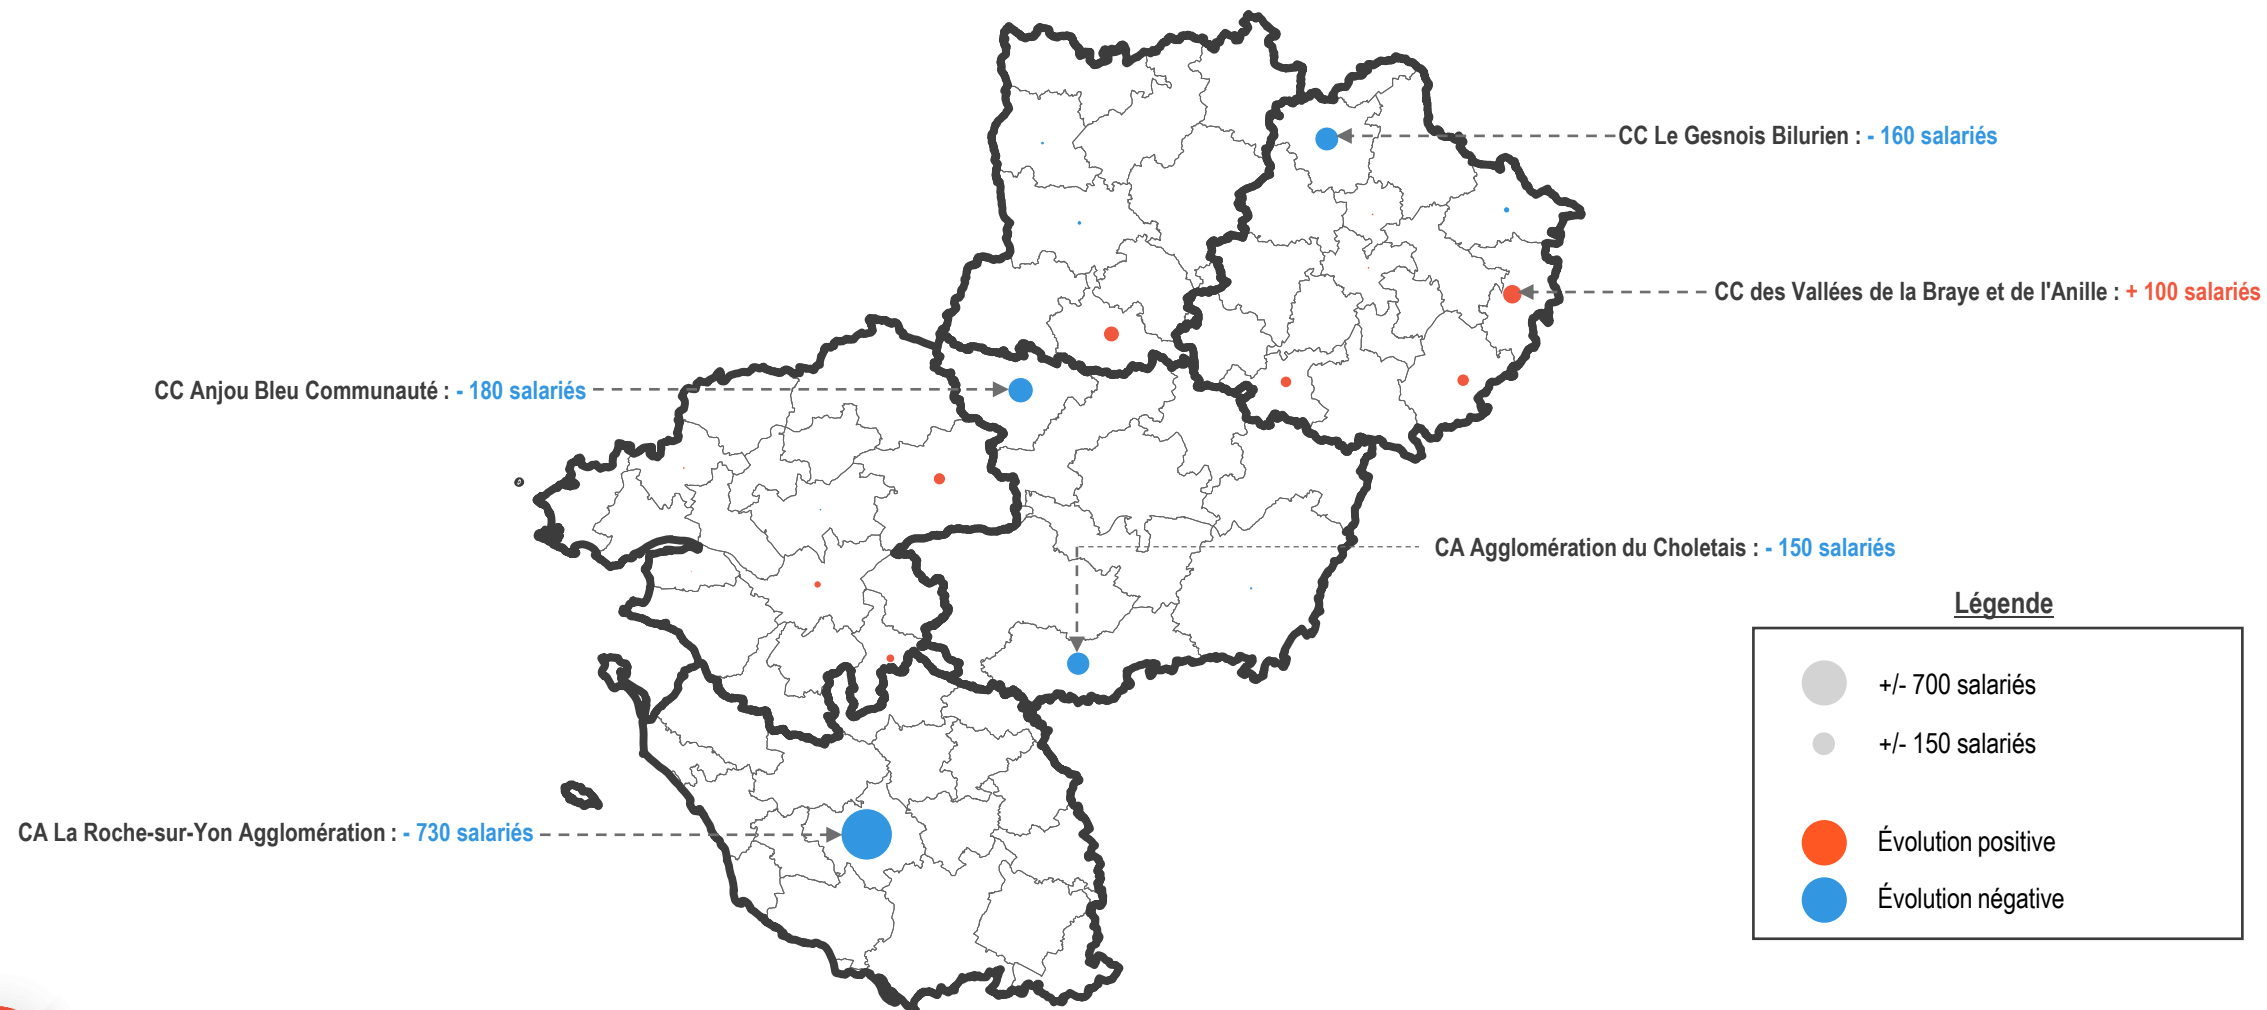 CC Le Gesnois Bilurien : - 160 salariés
CC des Vallées de la Braye et de l'Anille : + 100 salariés
CC Anjou Bleu Communauté : - 180 salariés
CA Agglomération du Choletais : - 150 salariés
CA La Roche-sur-Yon Agglomération : - 730 salariés
Légende
+/- 700 salariés
+/- 150 salariés
Évolution positive
Évolution négative